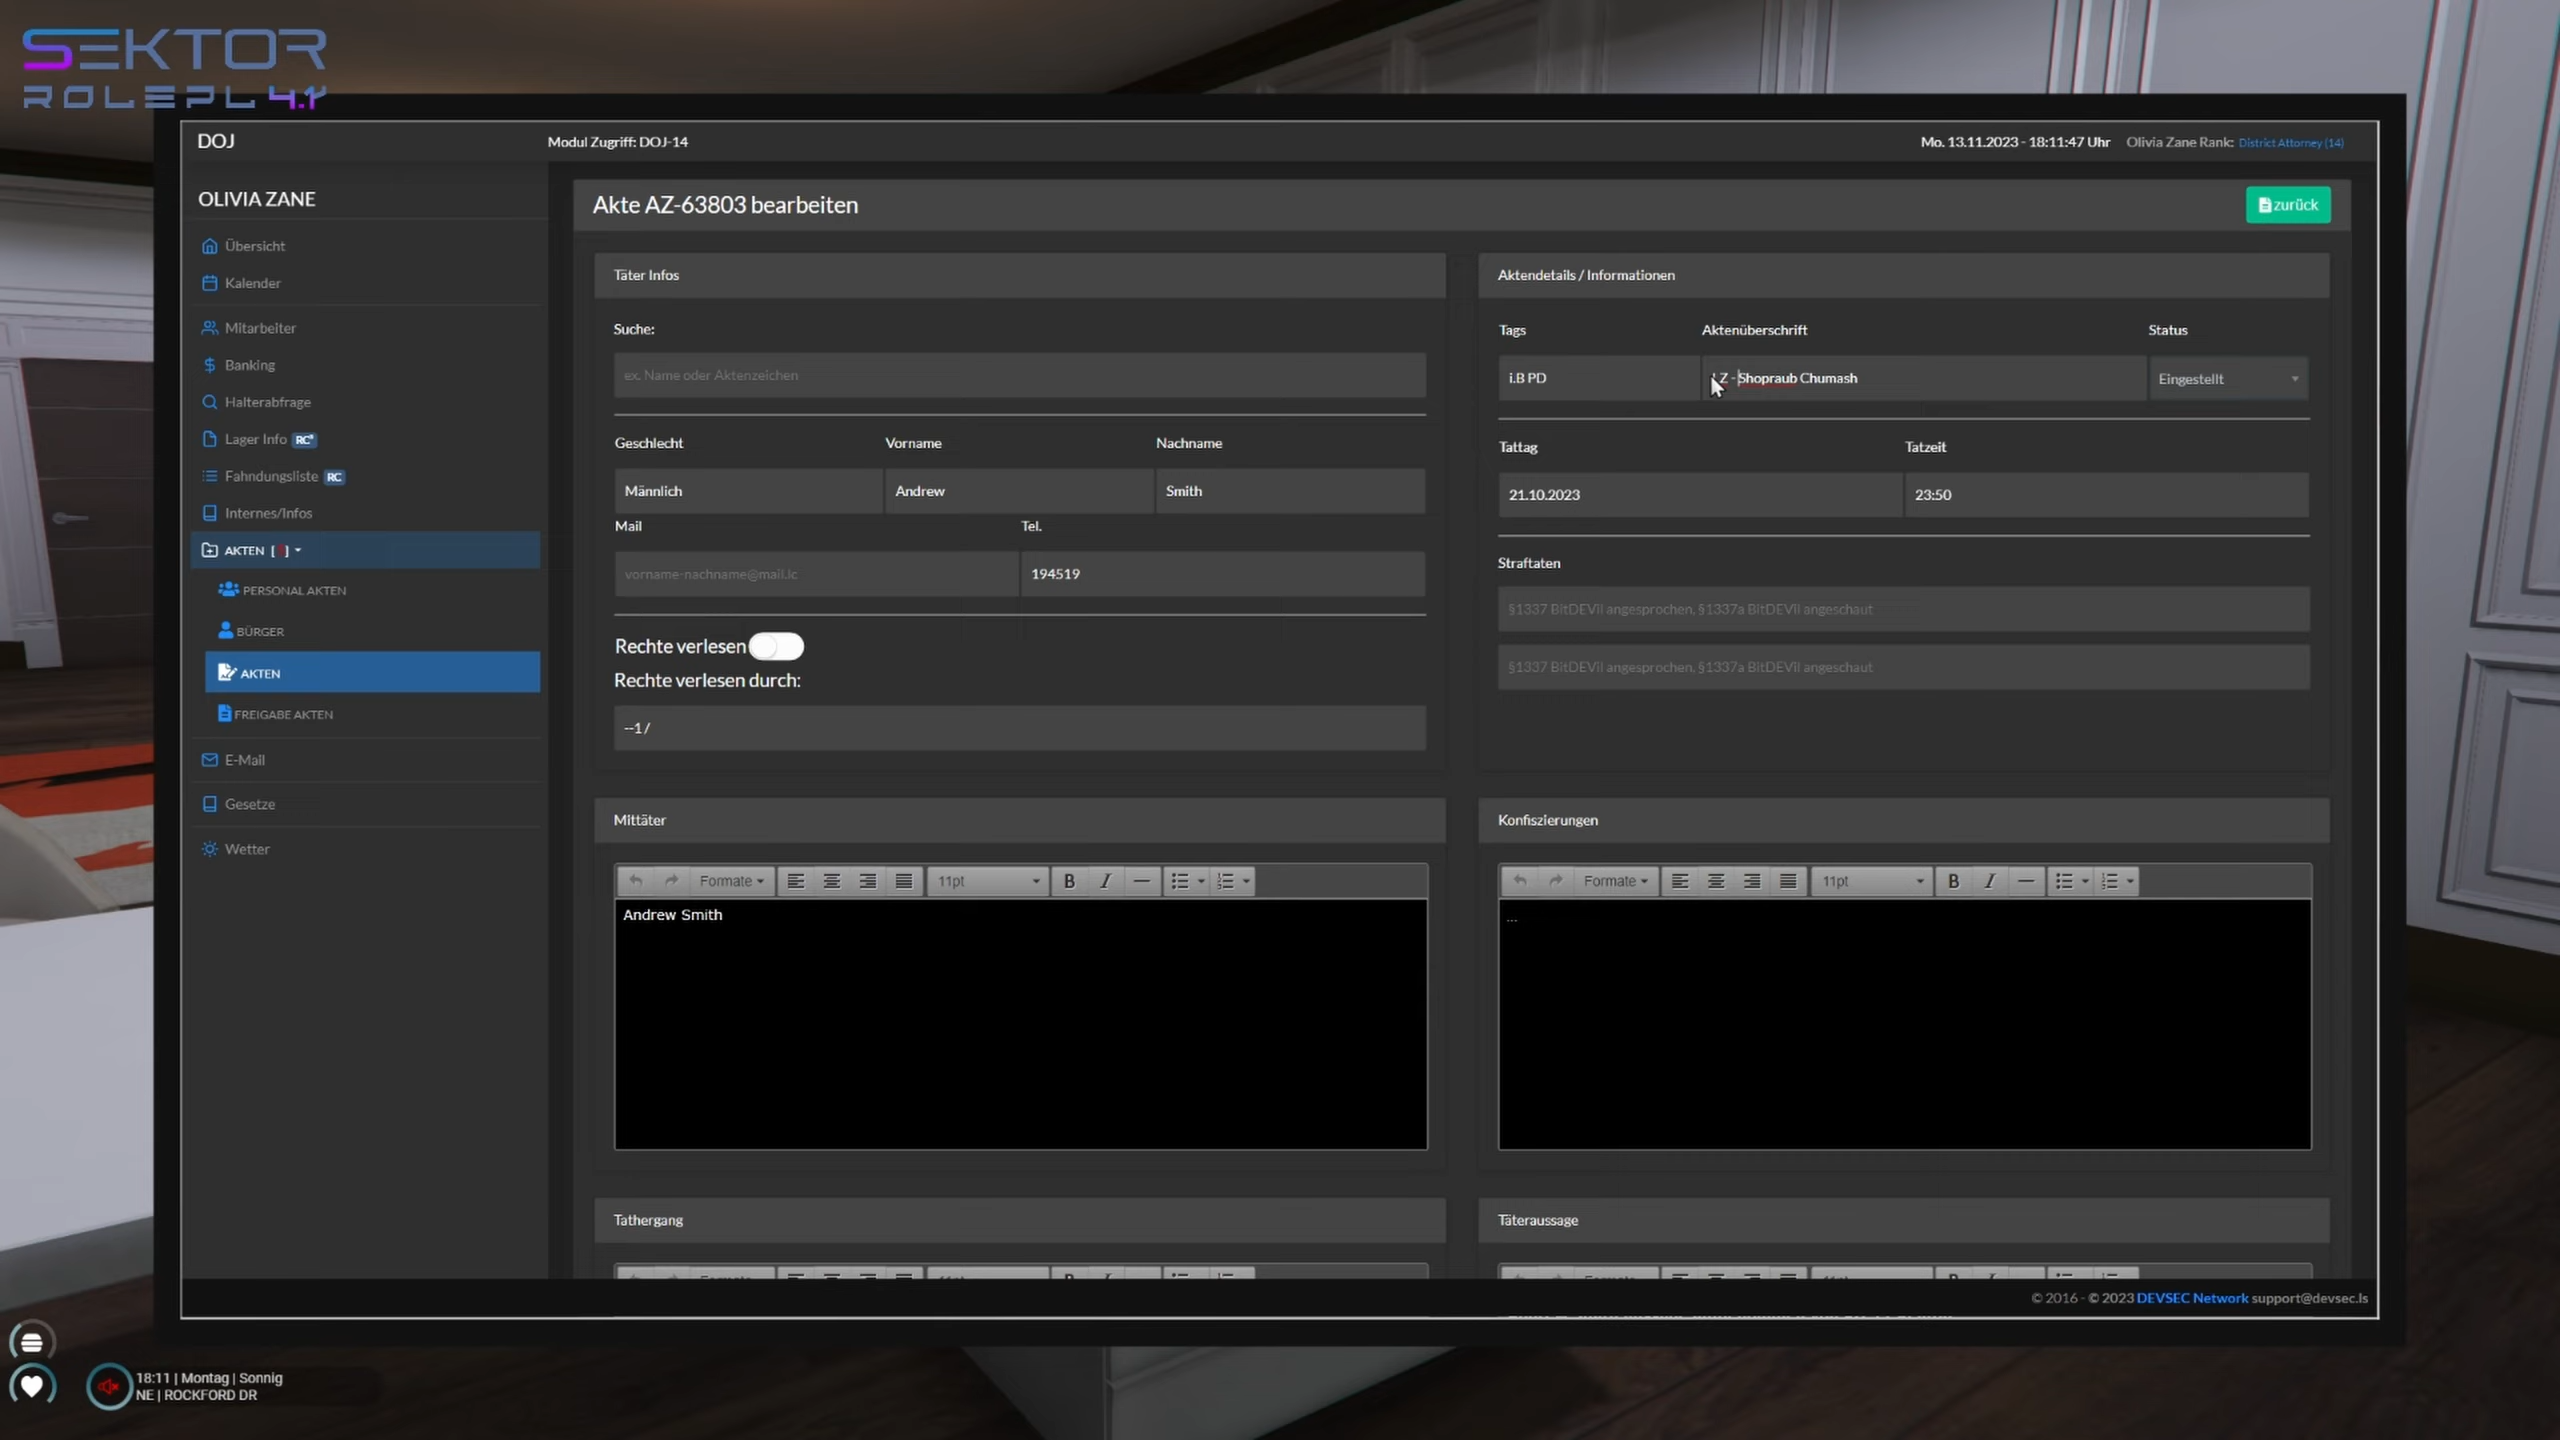 SEKTOR
ROLEPL4.Y
DOJ
Modul Zugriff: DOJ-14
Mo. 13.11.2023 - 18:11:47 Uhr
Olivia Zane Rank: District Attorney (14)
OLIVIA ZANE
Übersicht
Kalender
Mitarbeiter
Banking
Halterabfrage
Lager Info RC*
Fahndungsliste RC
Internes/Infos
AKTEN [ ]
PERSONAL AKTEN
BÜRGER
AKTEN
FREIGABE AKTEN
E-Mail
Gesetze
Wetter
Akte AZ-63803 bearbeiten
zurück
Täter Infos
Suche:
ex. Name oder Aktenzeichen
Geschlecht Vorname Nachname
Männlich Andrew Smith
Mail Tel.
vorname-nachname@mail.lc 194519
Rechte verlesen
Rechte verlesen durch:
--1 /
Aktendetails / Informationen
Tags Aktenüberschrift Status
i.B PD Z - Shopraub Chumash Eingestellt
Tattag Tatzeit
21.10.2023 23:50
Straftaten
§1337 BitDEVil angesprochen, §1337a BitDEVil angeschaut
§1337 BitDEVil angesprochen, §1337a BitDEVil angeschaut
Mittäter
Formate 11pt B I
Andrew Smith
Konfiszierungen
Formate 11pt B I
...
Tathergang
Täteraussage
© 2016 - © 2023 DEVSEC Network support@devsec.ls
18:11 | Montag | Sonnig
NE | ROCKFORD DR